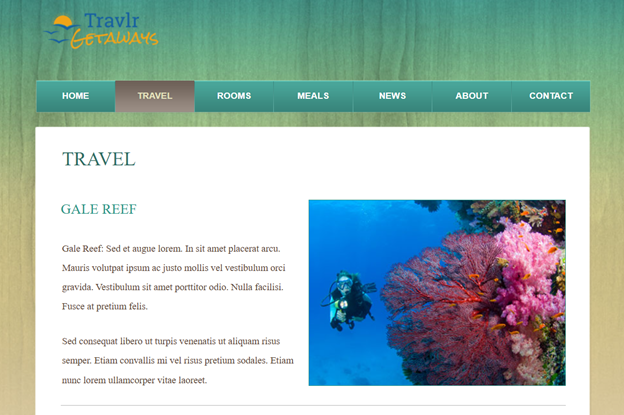 Travlr
Getaways
HOME TRAVEL ROOMS MEALS NEWS ABOUT CONTACT
TRAVEL
GALE REEF
Gale Reef: Sed et augue lorem. In sit amet placerat arcu.
Mauris volutpat ipsum ac justo mollis vel vestibulum orci
gravida. Vestibulum sit amet porttitor odio. Nulla facilisi.
Fusce at pretium felis.
Sed consequat libero ut turpis venenatis ut aliquam risus
semper. Etiam convallis mi vel risus pretium sodales. Etiam
nunc lorem ullamcorper vitae laoreet.